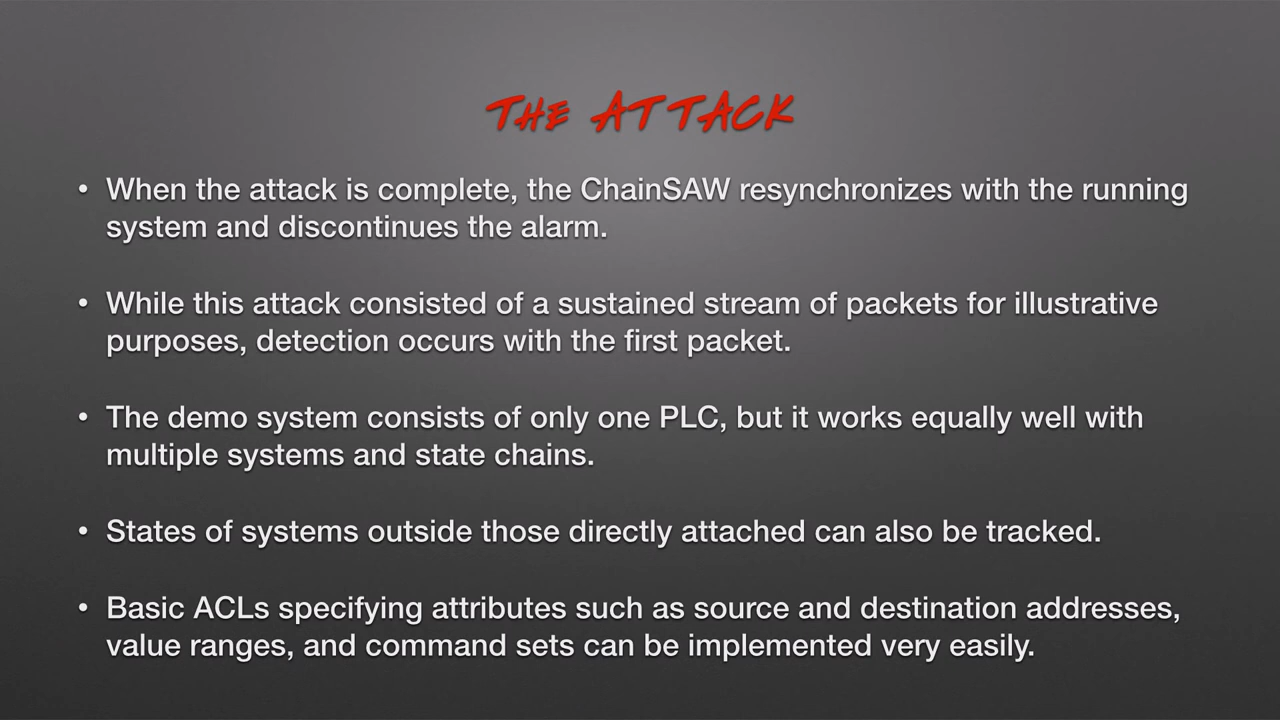 THE ATTACK
• When the attack is complete, the ChainSAW resynchronizes with the running
system and discontinues the alarm.
• While this attack consisted of a sustained stream of packets for illustrative
purposes, detection occurs with the first packet.
• The demo system consists of only one PLC, but it works equally well with
multiple systems and state chains.
• States of systems outside those directly attached can also be tracked.
• Basic ACLs specifying attributes such as source and destination addresses,
value ranges, and command sets can be implemented very easily.